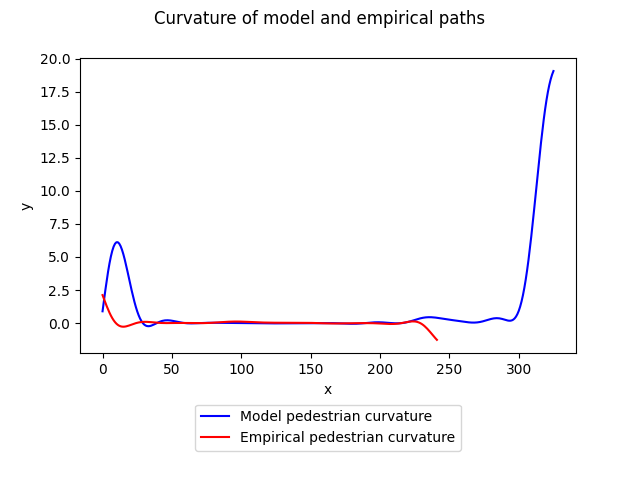 Curvature of model and empirical paths
20.0
17.5
15.0
12.5
10.0
7.5
5.0
2.5
0.0
y
0 50 100 150 200 250 300
x
Model pedestrian curvature
Empirical pedestrian curvature